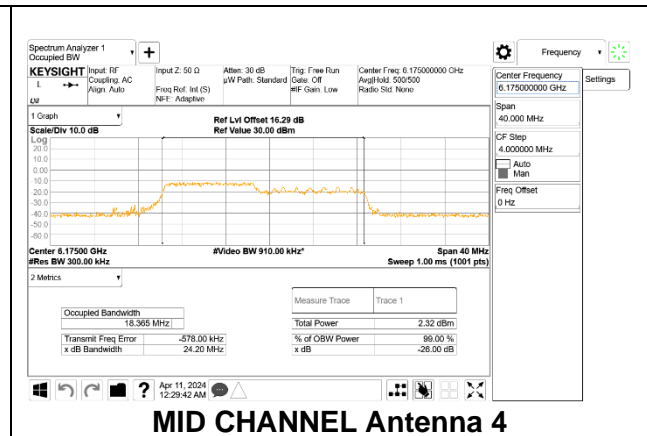 Spectrum Analyzer 1
Occupied BW
+
Frequency
KEYSIGHT
L
Input: RF
Coupling: AC
Align: Auto
Input Z: 50 Ω
Freq Ref: Int (S)
NFE: Adaptive
Atten: 30 dB
µW Path: Standard
Trig: Free Run
Gate: Off
#IF Gain: Low
Center Freq: 6.175000000 GHz
Avg|Hold: 500/500
Radio Std: None
Center Frequency
6.175000000 GHz
Settings
Span
40.000 MHz
CF Step
4.000000 MHz
Auto
Man
Freq Offset
0 Hz
1 Graph
Scale/Div 10.0 dB
Ref Lvl Offset 16.29 dB
Ref Value 30.00 dBm
Log
20.0
10.0
0.00
-10.0
-20.0
-30.0
-40.0
-50.0
-60.0
Center 6.17500 GHz
#Res BW 300.00 kHz
#Video BW 910.00 kHz*
Span 40 MHz
Sweep 1.00 ms (1001 pts)
2 Metrics
Measure Trace Trace 1
Occupied Bandwidth
18.365 MHz
Total Power 2.32 dBm
Transmit Freq Error -578.00 kHz
% of OBW Power 99.00 %
x dB Bandwidth 24.20 MHz
x dB -26.00 dB
?
Apr 11, 2024
12:29:42 AM
MID CHANNEL Antenna 4